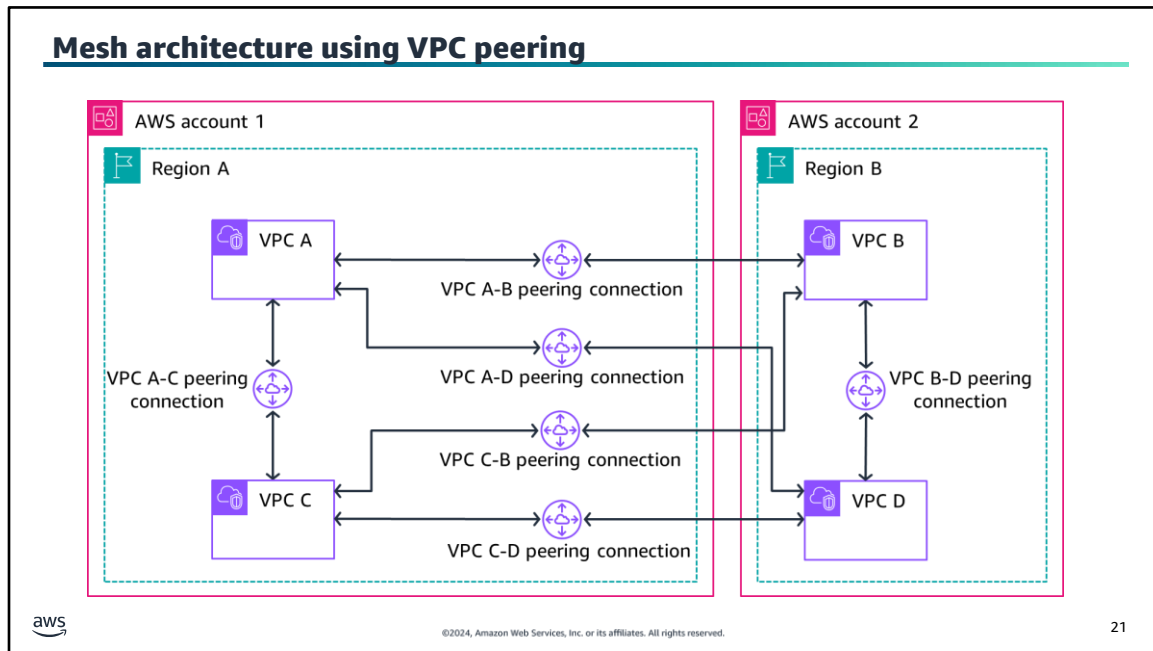 Mesh architecture using VPC peering
AWS account 1
AWS account 2
Region A
Region B
VPC A
VPC B
VPC A-B peering connection
VPC A-D peering connection
VPC A-C peering
connection
VPC B-D peering
connection
VPC C-B peering connection
VPC C
VPC D
VPC C-D peering connection
aws
©2024, Amazon Web Services, Inc. or its affiliates. All rights reserved.
21